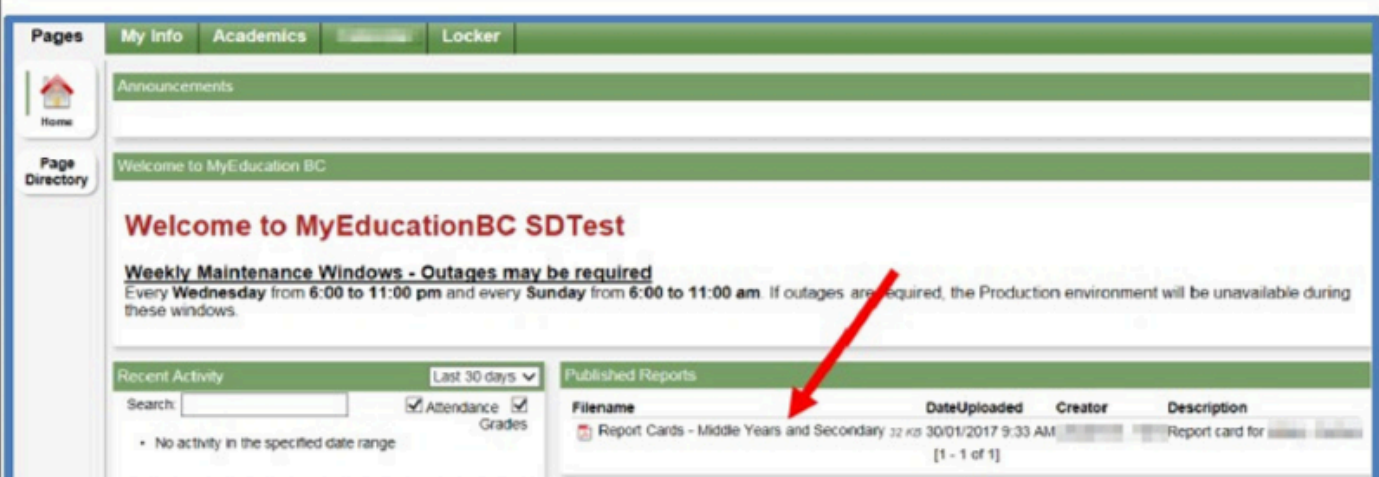 Pages My Info Academics Locker
Home
Page
Directory
Announcements
Welcome to MyEducation BC
Welcome to MyEducationBC SDTest
Weekly Maintenance Windows - Outages may be required
Every Wednesday from 6:00 to 11:00 pm and every Sunday from 6:00 to 11:00 am. If outages are required, the Production environment will be unavailable during
these windows.
Recent Activity Last 30 days
Search: Attendance
Grades
No activity in the specified date range
Published Reports
Filename DateUploaded Creator Description
Report Cards - Middle Years and Secondary 32 KB 30/01/2017 9:33 AM Report card for
[1 - 1 of 1]